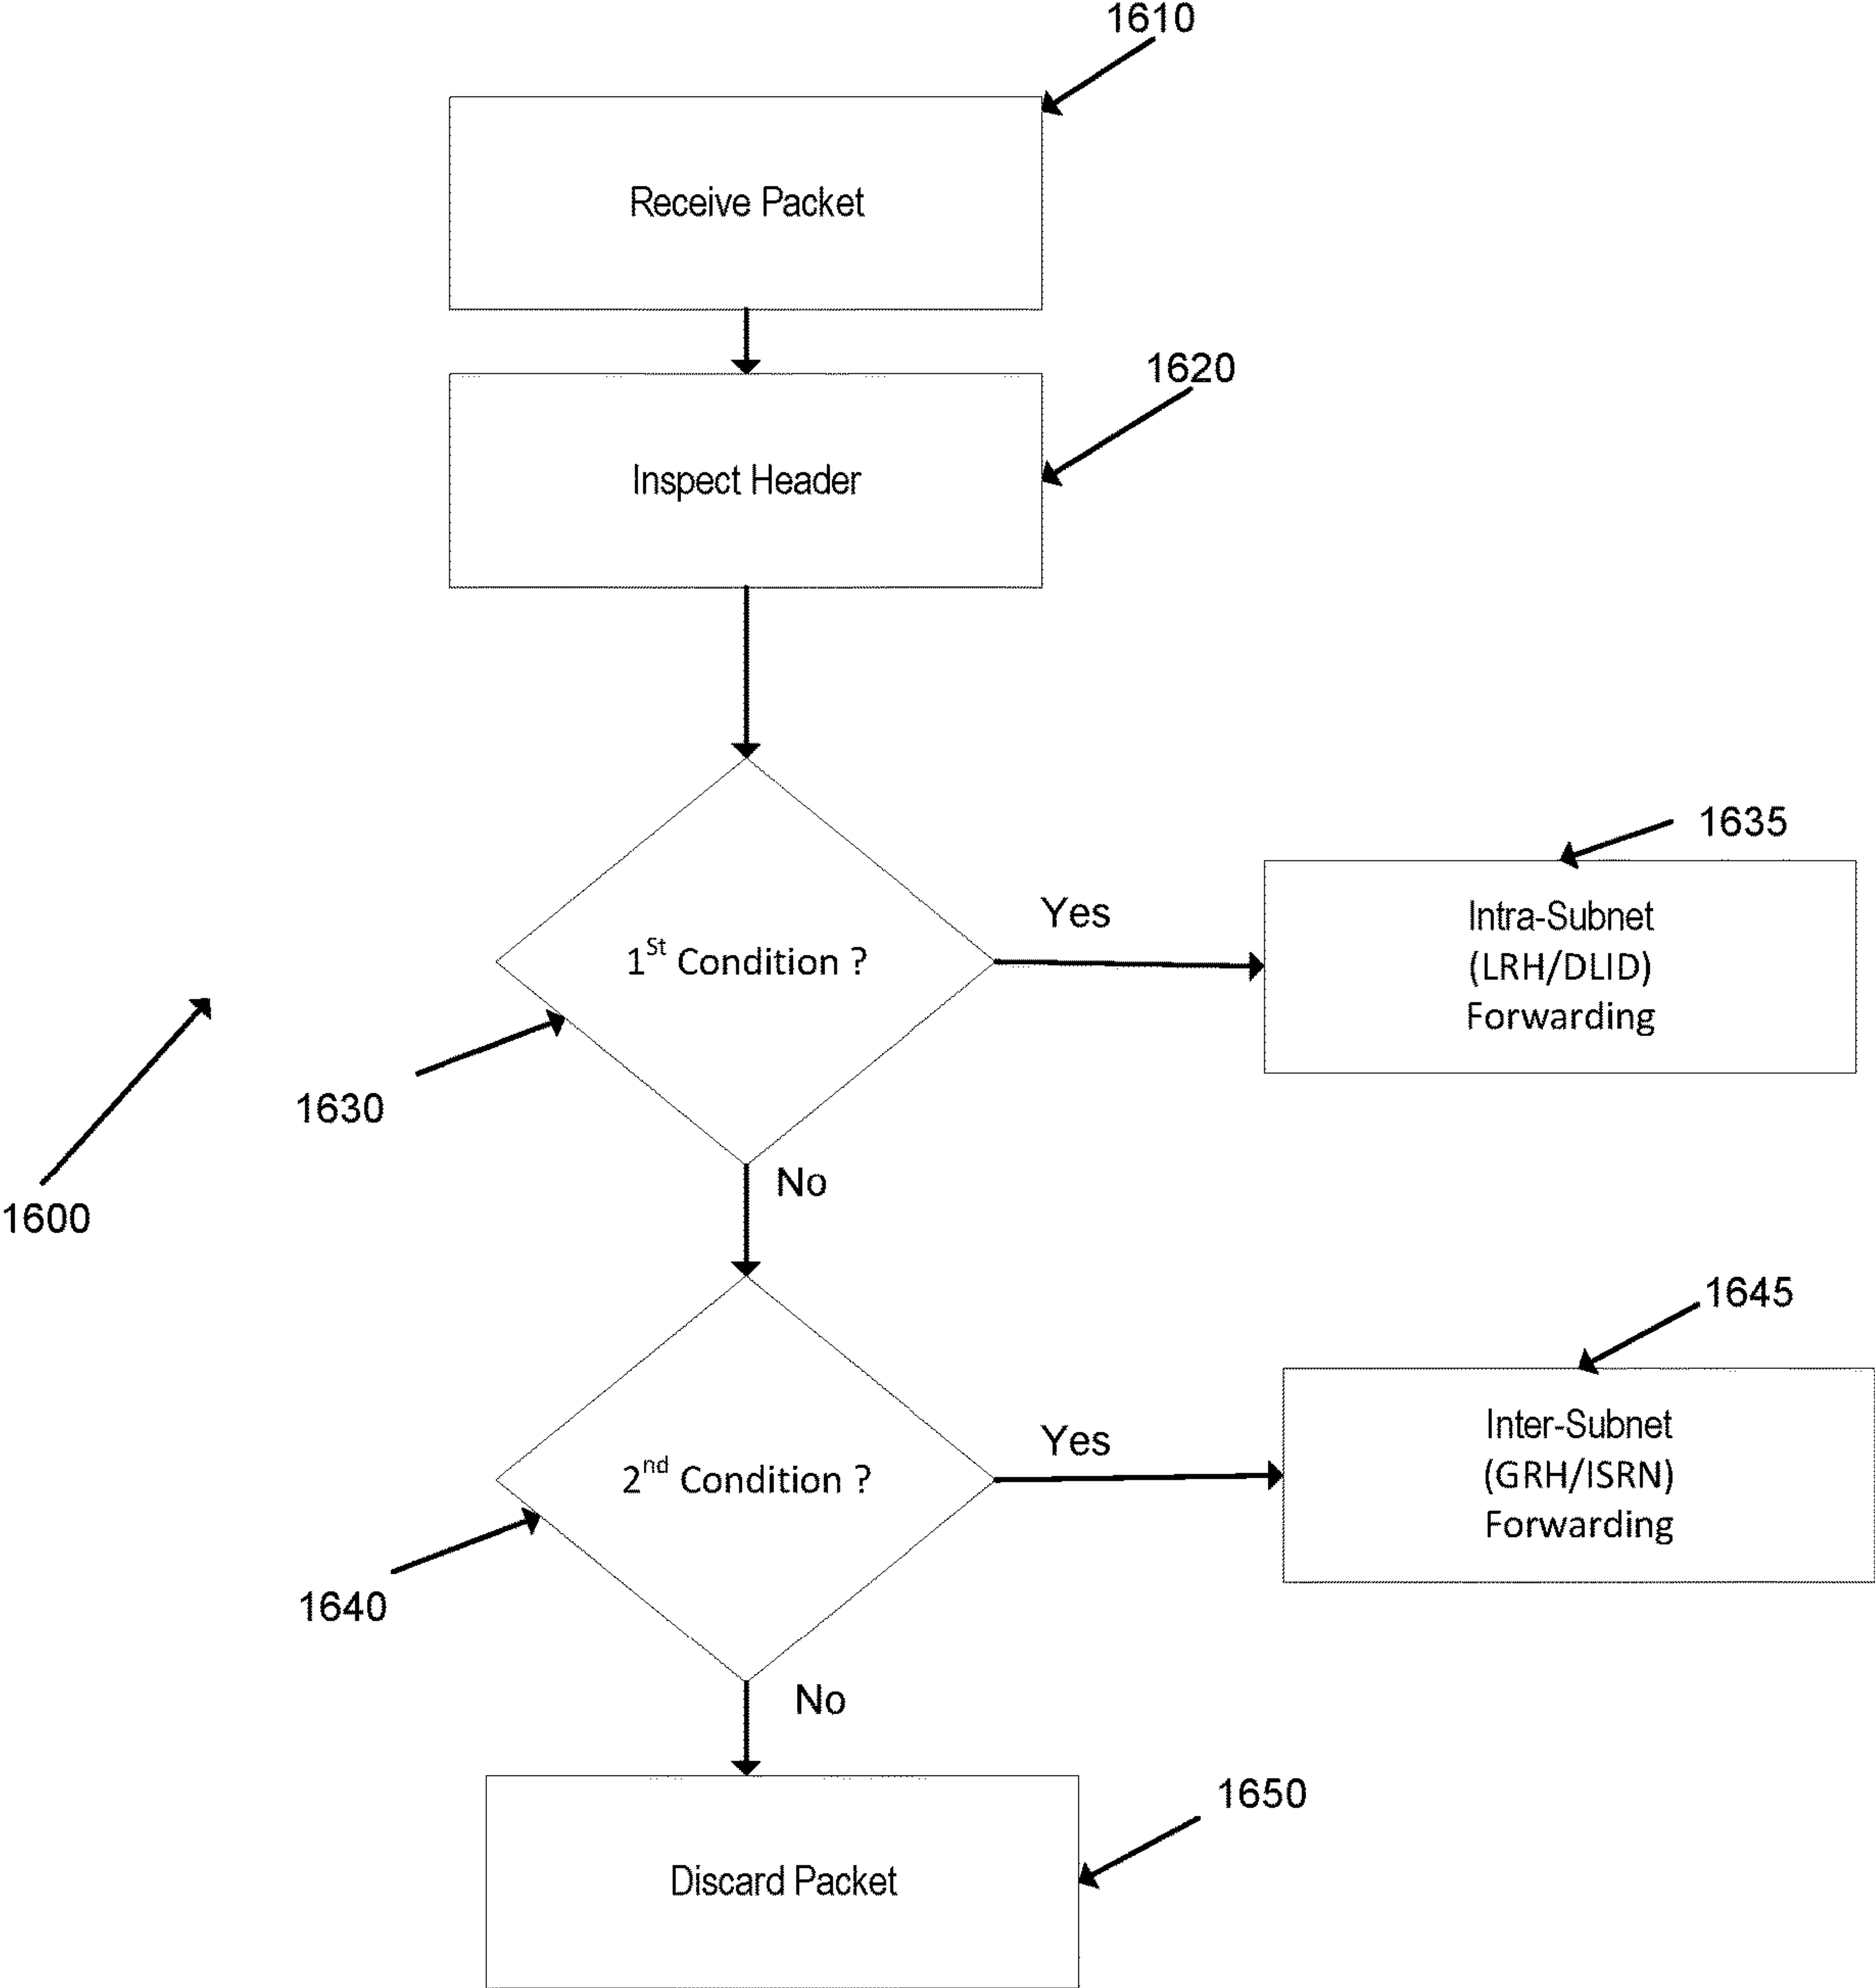 1610
Receive Packet
1620
Inspect Header
1635
Yes
Intra-Subnet
(LRH/DLID)
Forwarding
1St Condition ?
1630
No
1600
1645
Yes
Inter-Subnet
(GRH/ISRN)
Forwarding
2nd Condition ?
1640
No
1650
Discard Packet